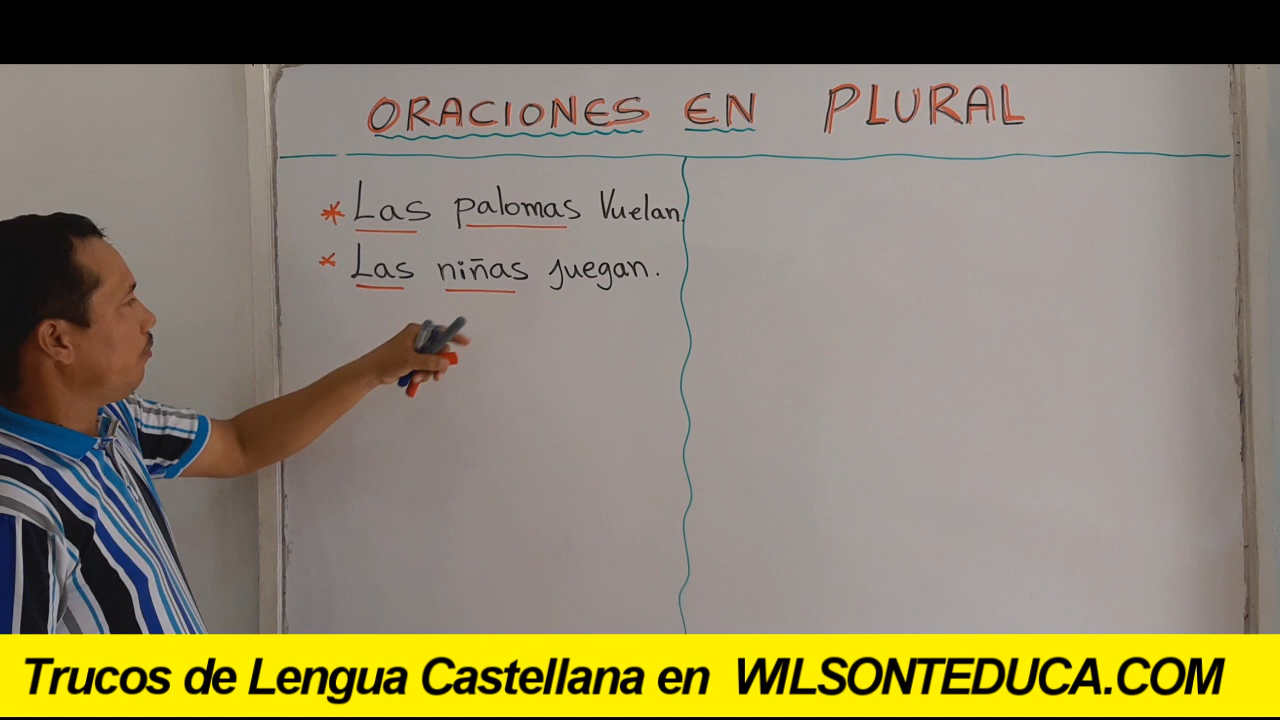 ORACIONES EN PLURAL
* Las palomas Vuelan.
* Las niñas juegan.
Trucos de Lengua Castellana en WILSONTEDUCA.COM